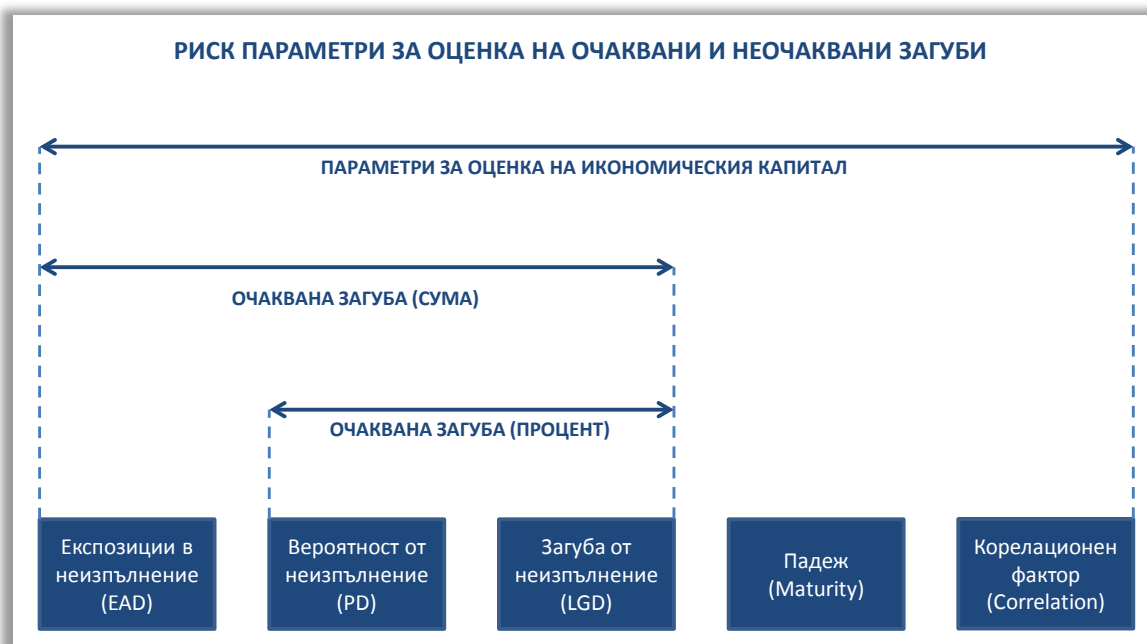 РИСК ПАРАМЕТРИ ЗА ОЦЕНКА НА ОЧАКВАНИ И НЕОЧАКВАНИ ЗАГУБИ
ПАРАМЕТРИ ЗА ОЦЕНКА НА ИКОНОМИЧЕСКИЯ КАПИТАЛ
ОЧАКВАНА ЗАГУБА (СУМА)
ОЧАКВАНА ЗАГУБА (ПРОЦЕНТ)
Експозиции в
неизпълнение
(EAD)
Вероятност от
неизпълнение
(PD)
Загуба от
неизпълнение
(LGD)
Падеж
(Maturity)
Корелационен
фактор
(Correlation)